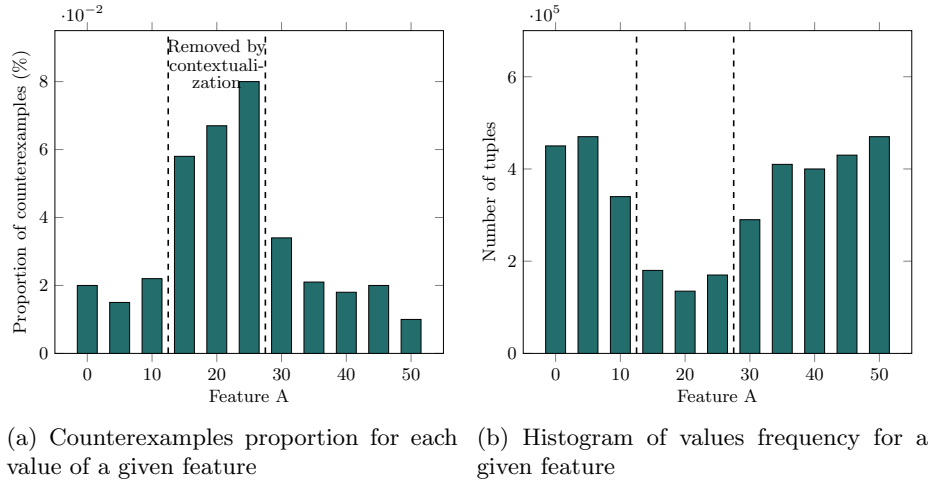 ·10⁻²
Removed by
contextuali-
zation
Proportion of counterexamples (%)
8
6
4
2
0
0 10 20 30 40 50
Feature A
(a) Counterexamples proportion for each
value of a given feature
·10⁵
Number of tuples
6
4
2
0
0 10 20 30 40 50
Feature A
(b) Histogram of values frequency for a
given feature